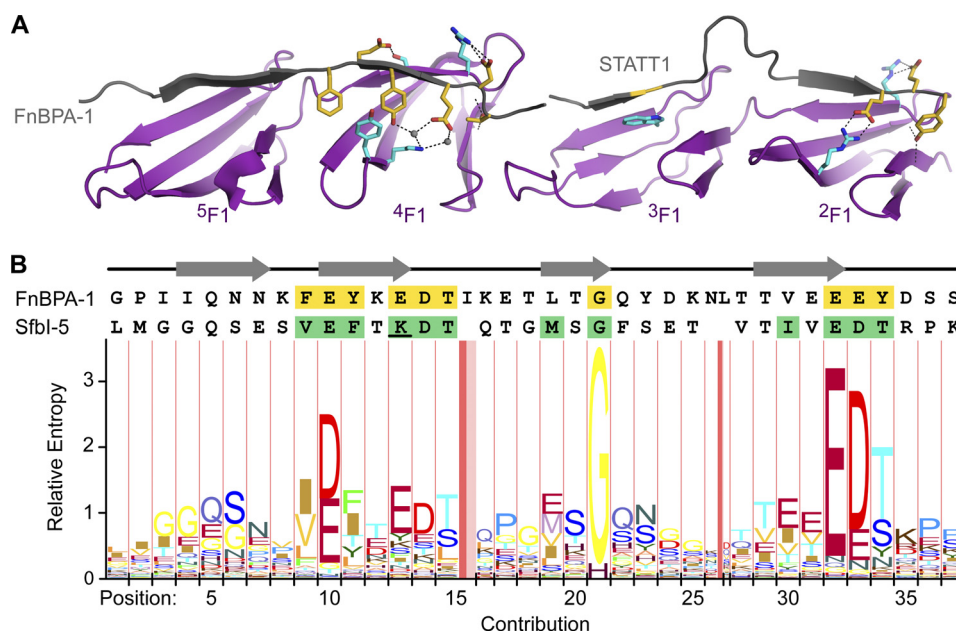 A
FnBPA-1
STATT1
5F1 4F1 3F1 2F1
B
FnBPA-1 G P I I Q N N K F E Y K E D T I K E T L T G Q Y D K N L T T V E E E Y D S S
SfbI-5 L M G G Q S E S V E F T K D T Q T G M S G F S E T V T I V E D T R P K
Relative Entropy
3
2
1
0
Position: 5 10 15 20 25 30 35
Contribution